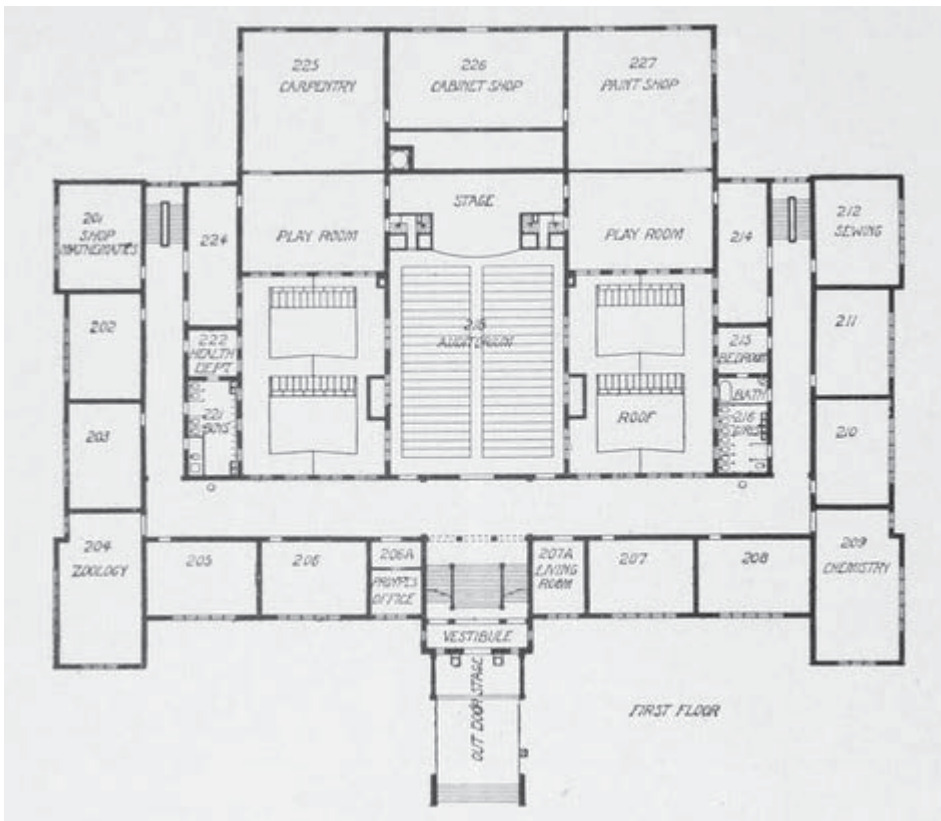 225
CARPENTRY
226
CABINET SHOP
227
PAINT SHOP
201
SHOP
MATHEMATICS
224
PLAY ROOM
STAGE
PLAY ROOM
214
212
SEWING
202
222
HEALTH
DEPT
AUDITORIUM
215
BEDROOM
211
203
221
BOYS
ROOF
BATH
216
GIRLS
210
204
ZOOLOGY
205
206
206A
OFFICE
207A
LIVING
ROOM
207
208
209
CHEMISTRY
VESTIBULE
OUT DOOR STAGE
FIRST FLOOR